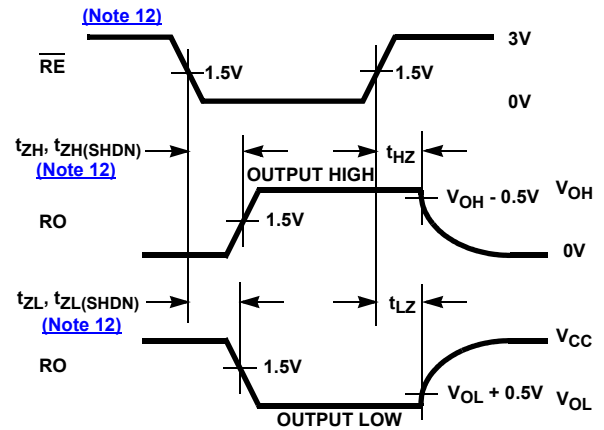 (Note 12)
3V
RE
1.5V
1.5V
0V
tZH, tZH(SHDN)
(Note 12)
tHZ
OUTPUT HIGH
VOH - 0.5V
VOH
RO
1.5V
0V
tZL, tZL(SHDN)
(Note 12)
tLZ
VCC
RO
1.5V
VOL + 0.5V
VOL
OUTPUT LOW